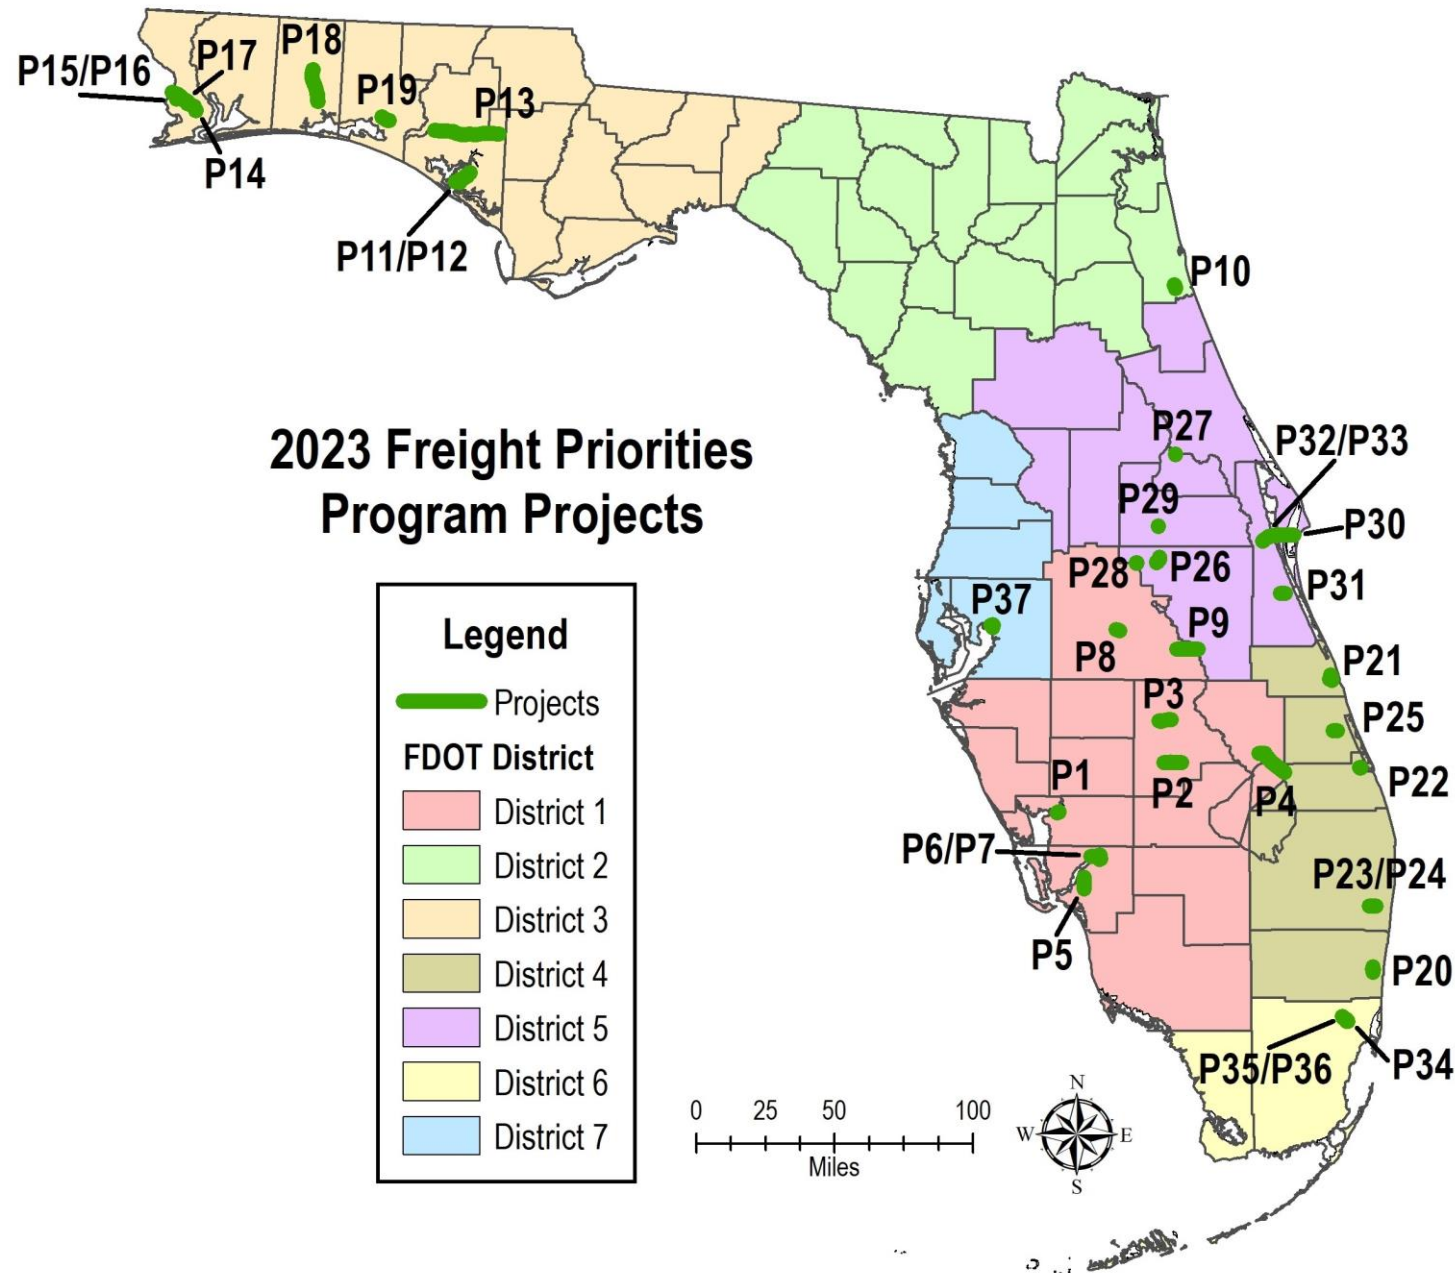 P18
P17
P15/P16
P19
P13
P14
P11/P12
P10
2023 Freight Priorities
Program Projects
P27
P32/P33
P29
P30
P28
P26
P31
P37
P9
P8
P21
P3
P25
P1
P2
P4
P22
P6/P7
P23/P24
P5
P20
P35/P36
P34
Legend
Projects
FDOT District
District 1
District 2
District 3
District 4
District 5
District 6
District 7
0 25 50 100
Miles
N
W E
S